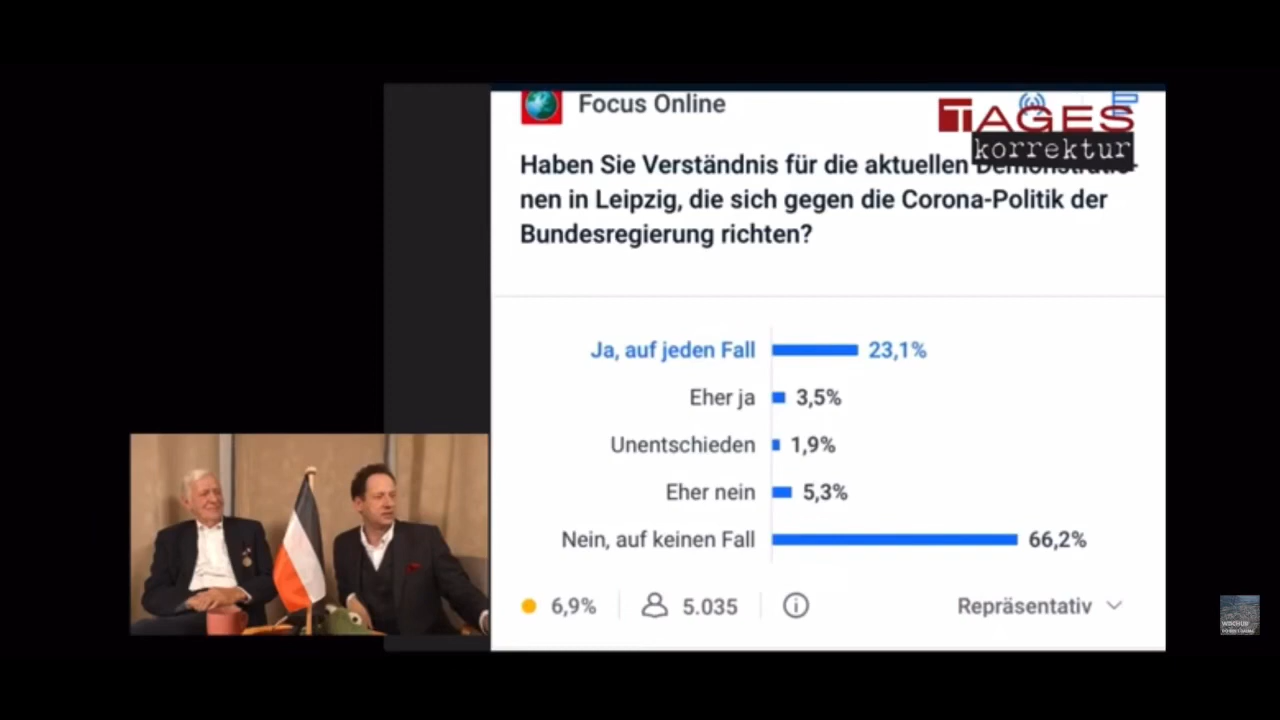 Focus Online
TAGES
korrektur
Haben Sie Verständnis für die aktuellen Demonstratio-
nen in Leipzig, die sich gegen die Corona-Politik der
Bundesregierung richten?
Ja, auf jeden Fall 23,1%
Eher ja 3,5%
Unentschieden 1,9%
Eher nein 5,3%
Nein, auf keinen Fall 66,2%
6,9% 5.035 Repräsentativ